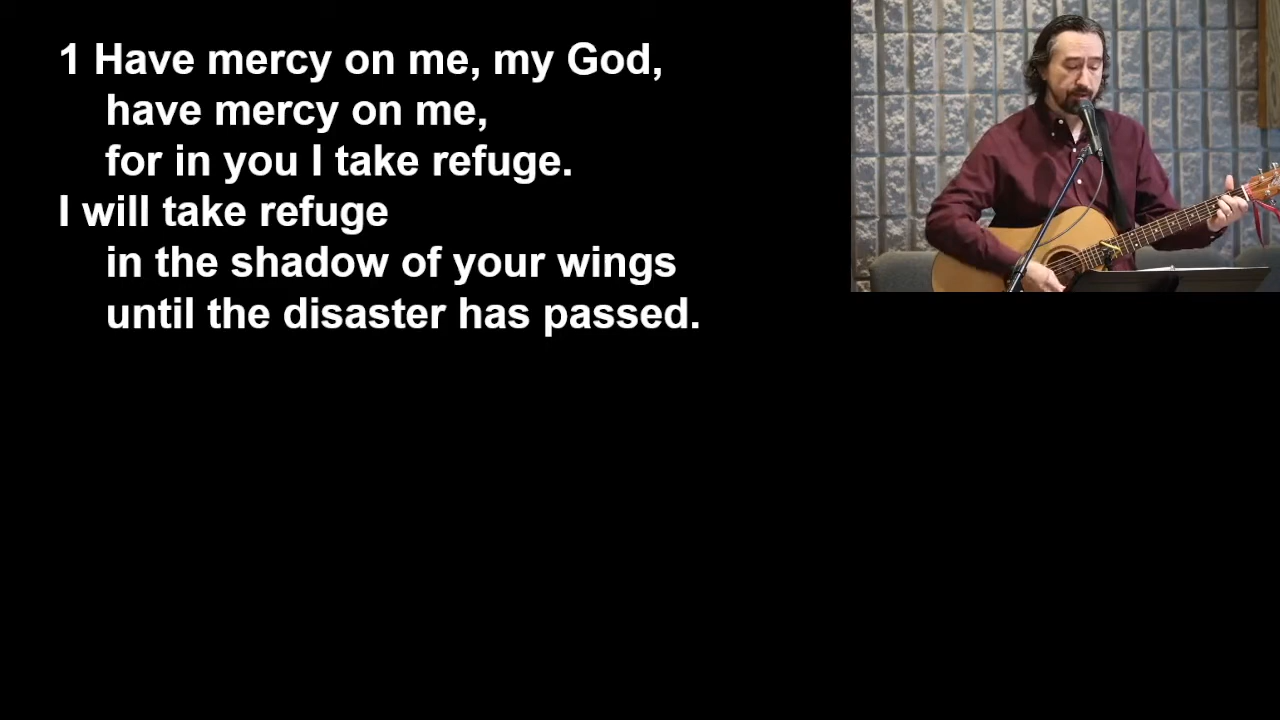 1 Have mercy on me, my God,
have mercy on me,
for in you I take refuge.
I will take refuge
in the shadow of your wings
until the disaster has passed.